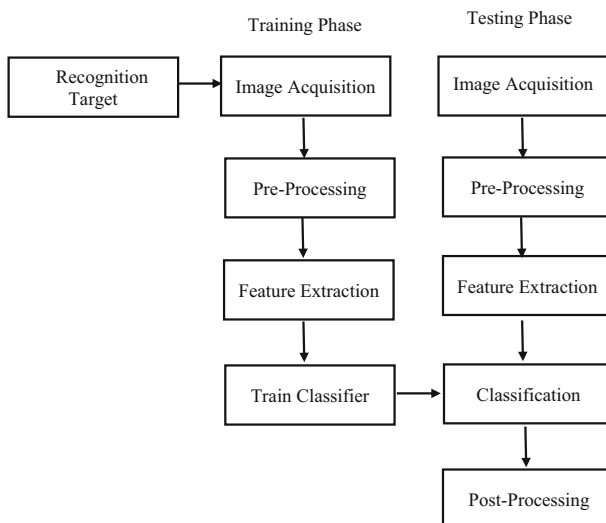 Training Phase
Testing Phase
Recognition
Target
Image Acquisition
Image Acquisition
Pre-Processing
Pre-Processing
Feature Extraction
Feature Extraction
Train Classifier
Classification
Post-Processing